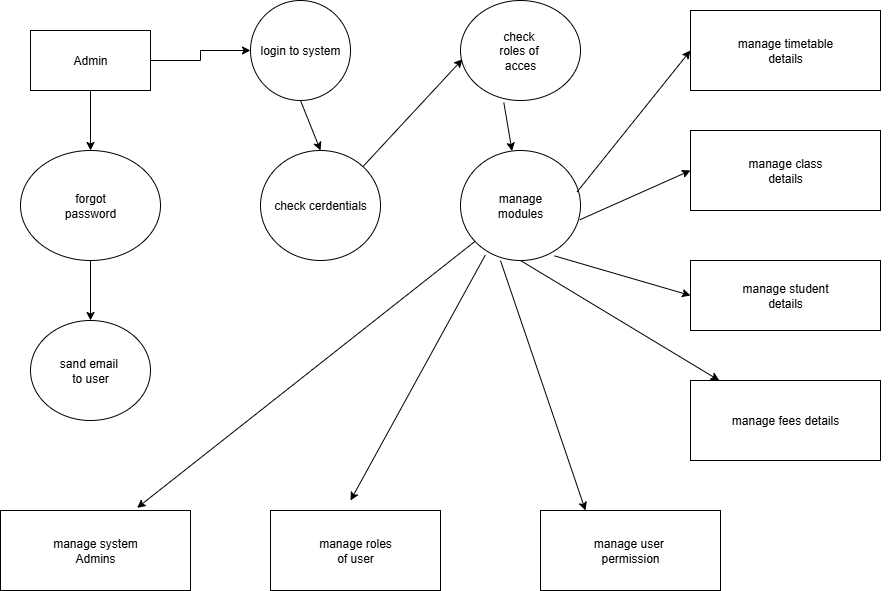 Admin
login to system
check
roles of
acces
manage timetable
details
manage class
details
forgot
password
check cerdentials
manage
modules
manage student
details
sand email
to user
manage fees details
manage system
Admins
manage roles
of user
manage user
permission